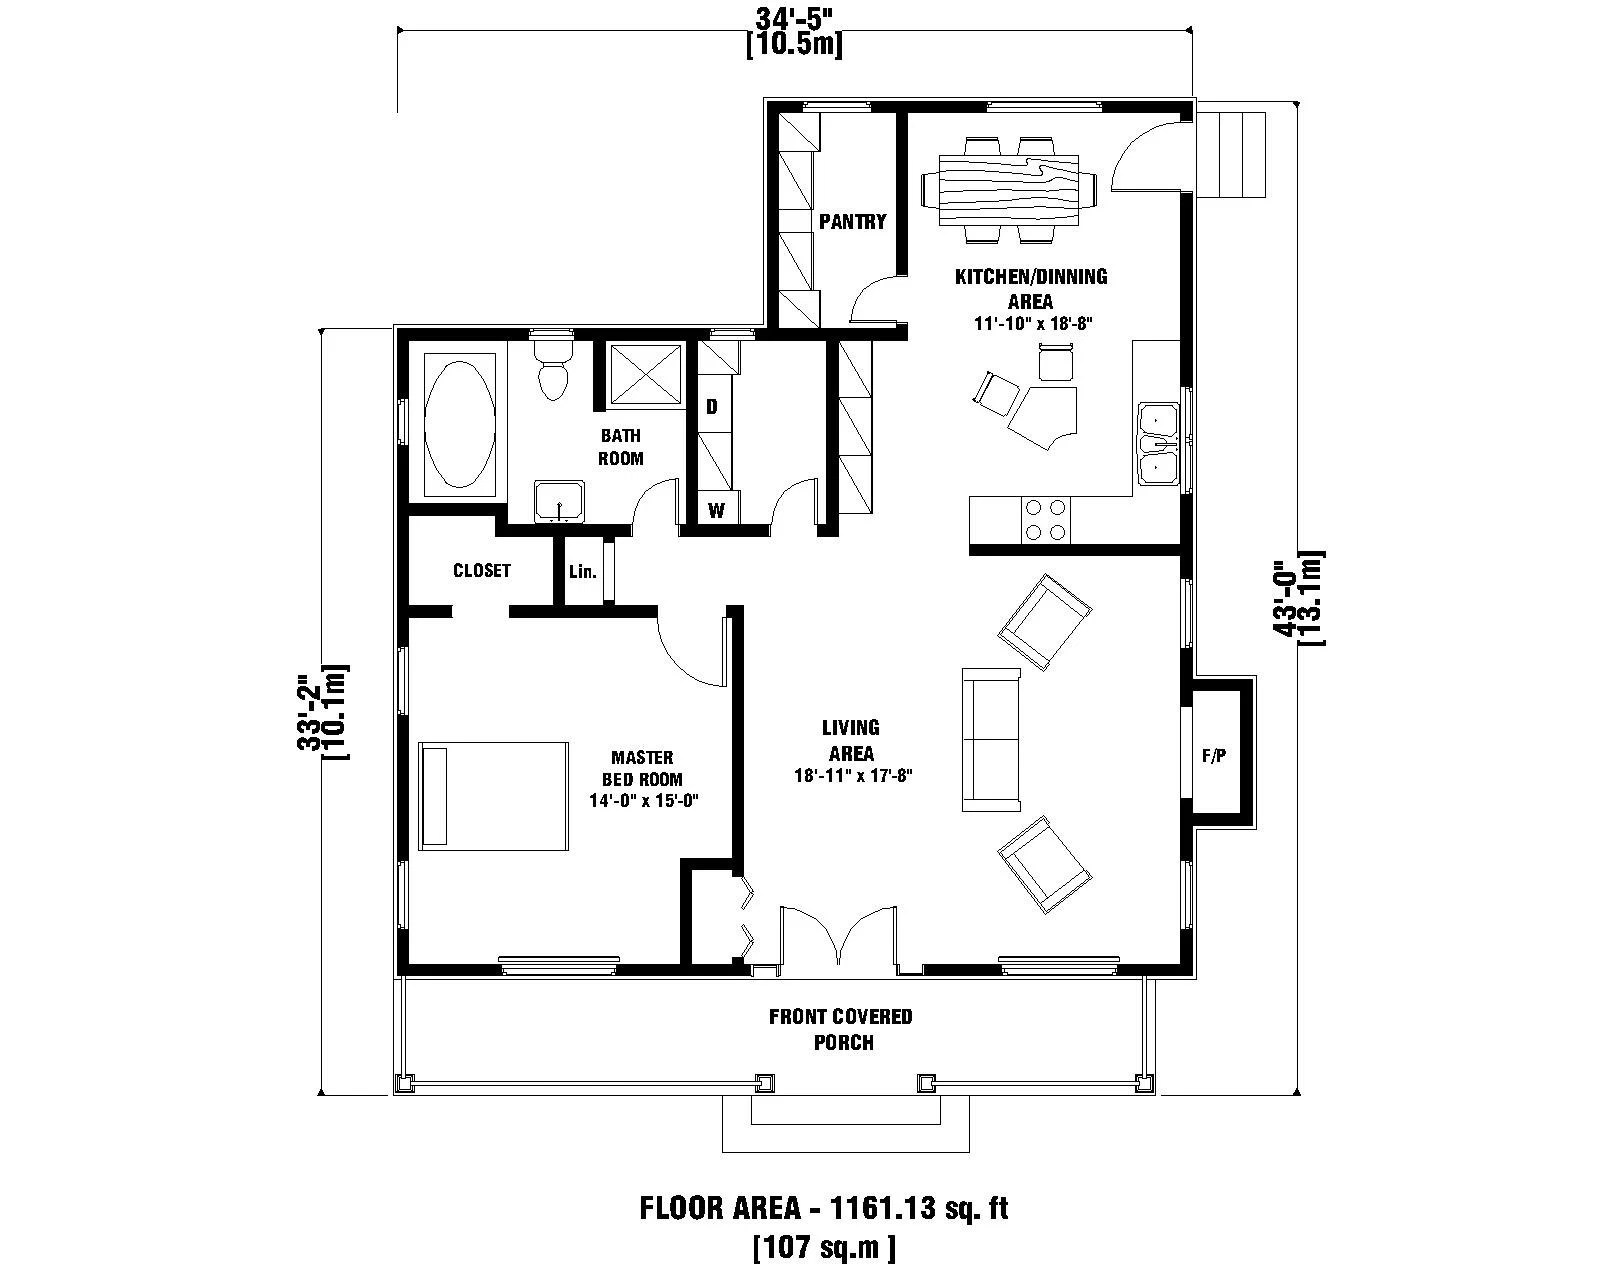 34'-5"
[10.5m]
PANTRY
KITCHEN/DINNING
AREA
11'-10" x 18'-8"
D
BATH
ROOM
W
CLOSET
Lin.
43'-0"
[13.1m]
33'-2"
[10.1m]
LIVING
AREA
18'-11" x 17'-8"
F/P
MASTER
BED ROOM
14'-0" x 15'-0"
FRONT COVERED
PORCH
FLOOR AREA - 1161.13 sq. ft
[107 sq.m ]